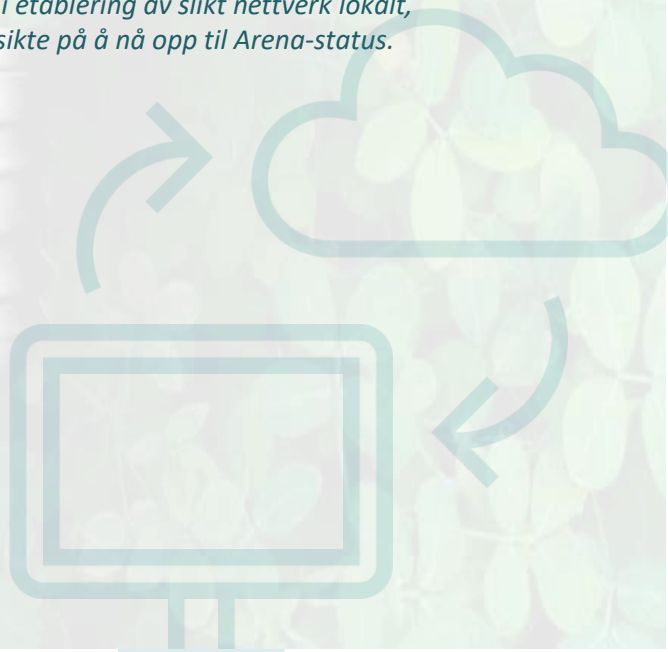 i etablering av slikt nettverk lokalt,
sikte på å nå opp til Arena-status.